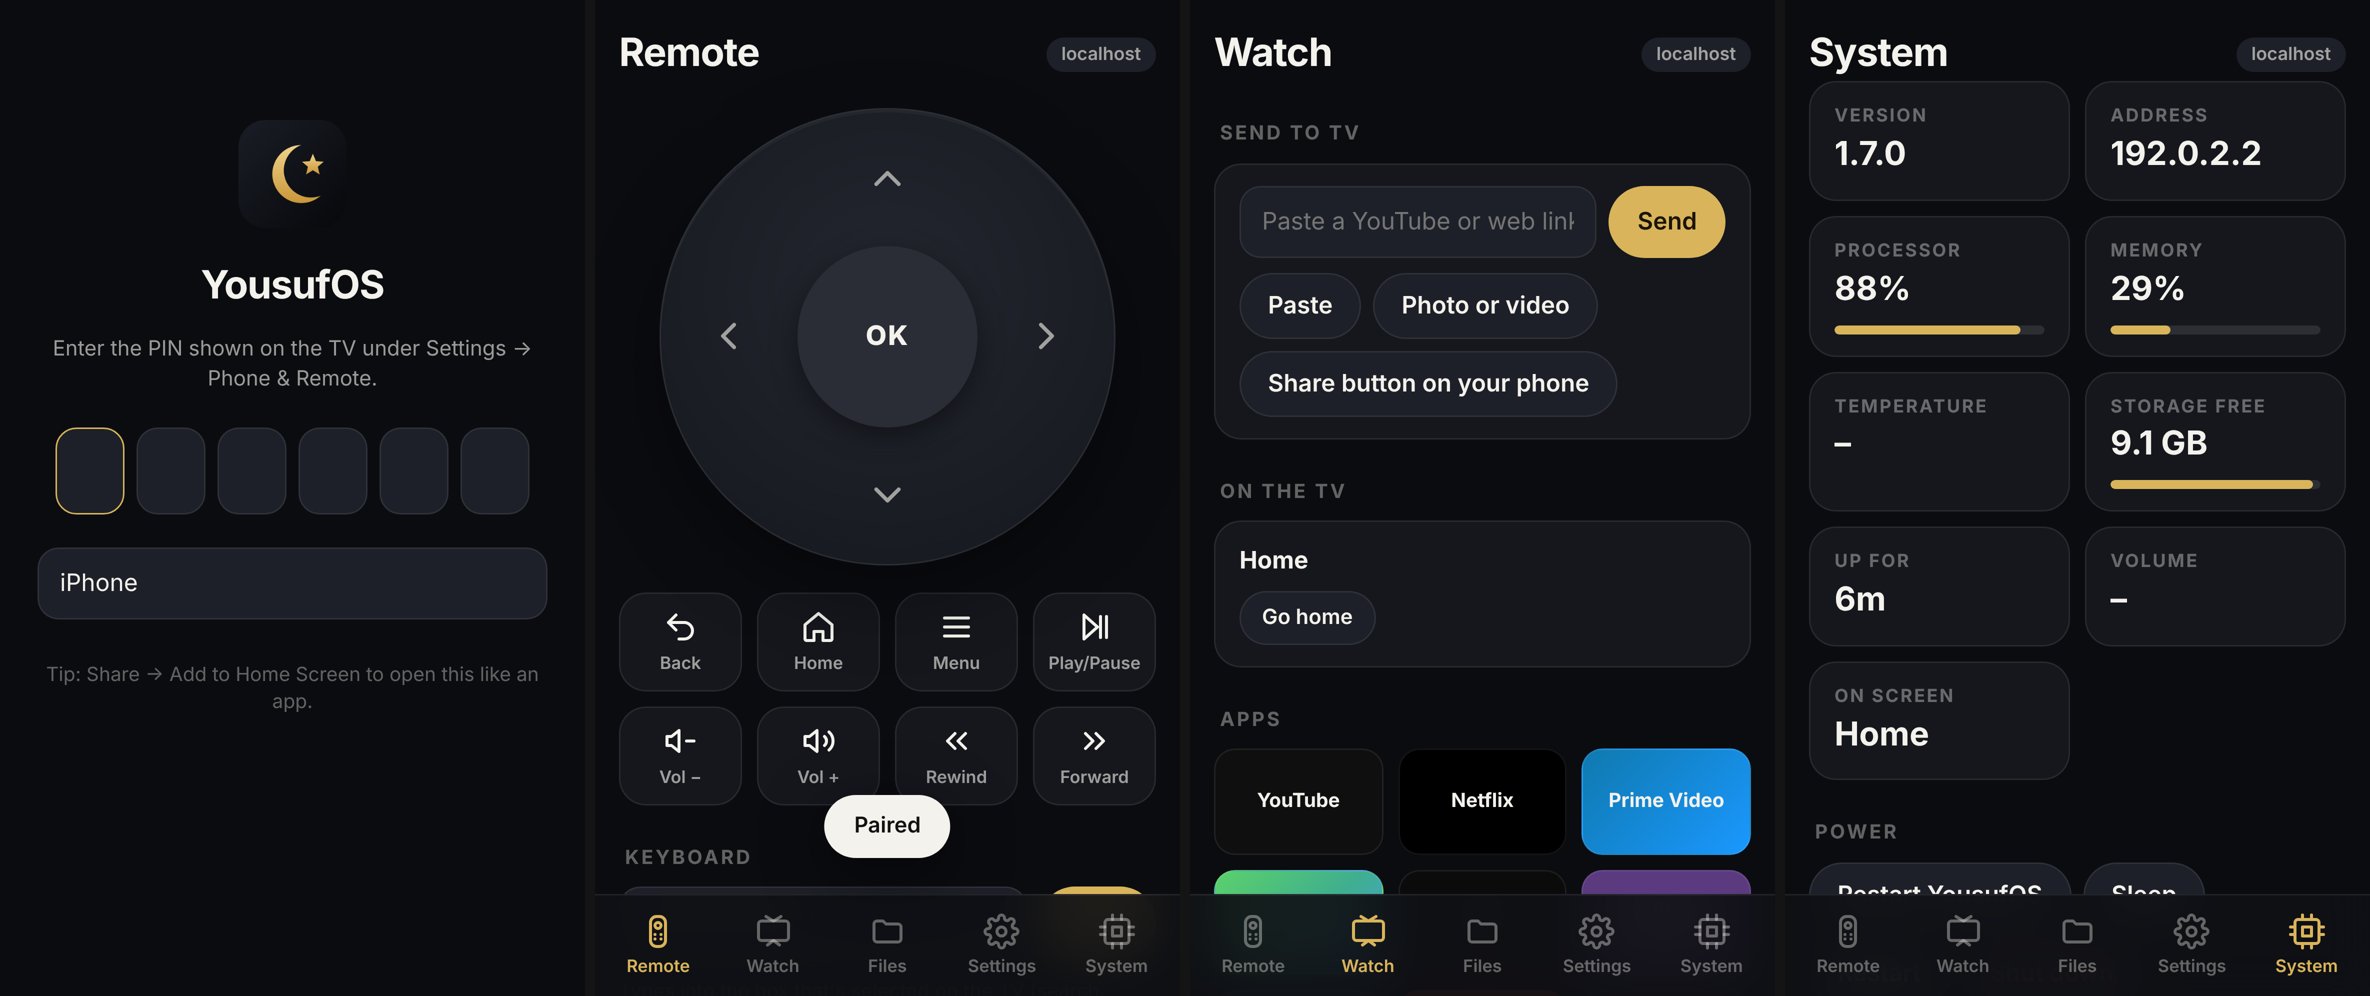 YousufOS
Enter the PIN shown on the TV under Settings →
Phone & Remote.
iPhone
Tip: Share → Add to Home Screen to open this like an
app.
Remote
localhost
OK
Back
Home
Menu
Play/Pause
Vol –
Vol +
Rewind
Forward
Paired
KEYBOARD
Remote
Watch
Files
Settings
System
Watch
localhost
SEND TO TV
Paste a YouTube or web link
Send
Paste
Photo or video
Share button on your phone
ON THE TV
Home
Go home
APPS
YouTube
Netflix
Prime Video
Remote
Watch
Files
Settings
System
System
localhost
VERSION
1.7.0
ADDRESS
192.0.2.2
PROCESSOR
88%
MEMORY
29%
TEMPERATURE
–
STORAGE FREE
9.1 GB
UP FOR
6m
VOLUME
–
ON SCREEN
Home
POWER
Restart YousufOS
Sleep
Remote
Watch
Files
Settings
System